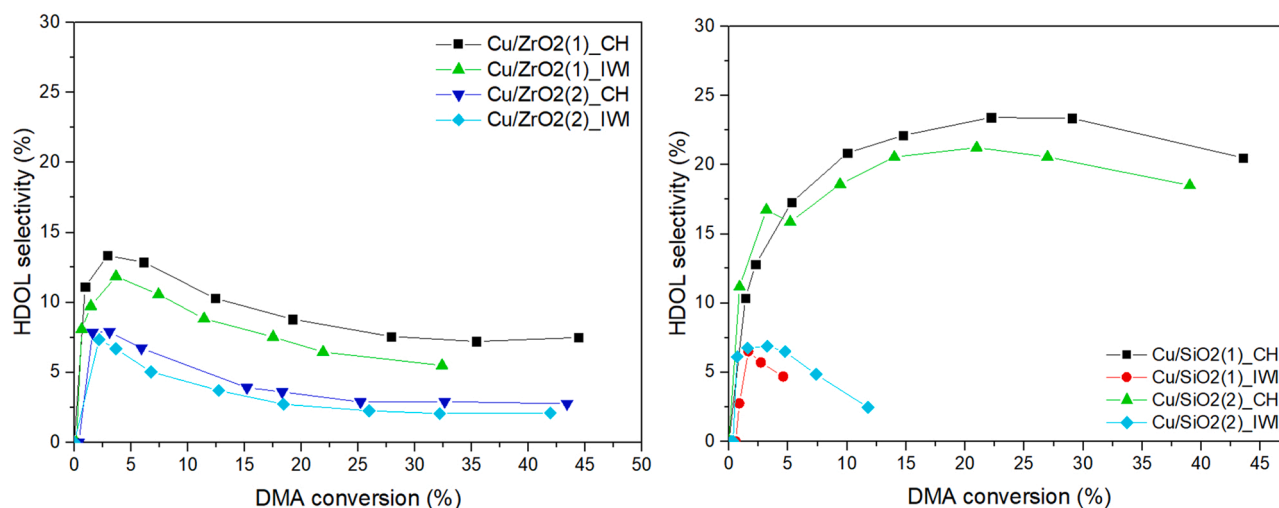 30
25
20
15
10
5
0
HDOL selectivity (%)
Cu/ZrO2(1)_CH
Cu/ZrO2(1)_IWI
Cu/ZrO2(2)_CH
Cu/ZrO2(2)_IWI
0 5 10 15 20 25 30 35 40 45 50
DMA conversion (%)
30
25
20
15
10
5
0
HDOL selectivity (%)
Cu/SiO2(1)_CH
Cu/SiO2(1)_IWI
Cu/SiO2(2)_CH
Cu/SiO2(2)_IWI
0 5 10 15 20 25 30 35 40 45
DMA conversion (%)